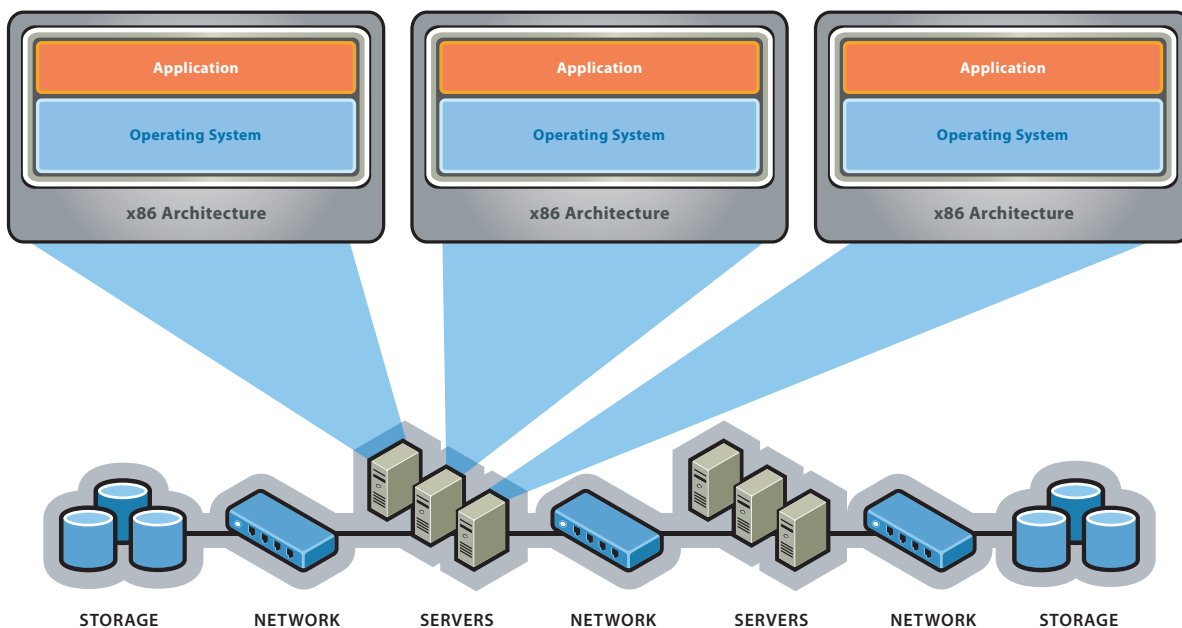 Application
Application
Application
Operating System
Operating System
Operating System
x86 Architecture
x86 Architecture
x86 Architecture
STORAGE
NETWORK
SERVERS
NETWORK
SERVERS
NETWORK
STORAGE